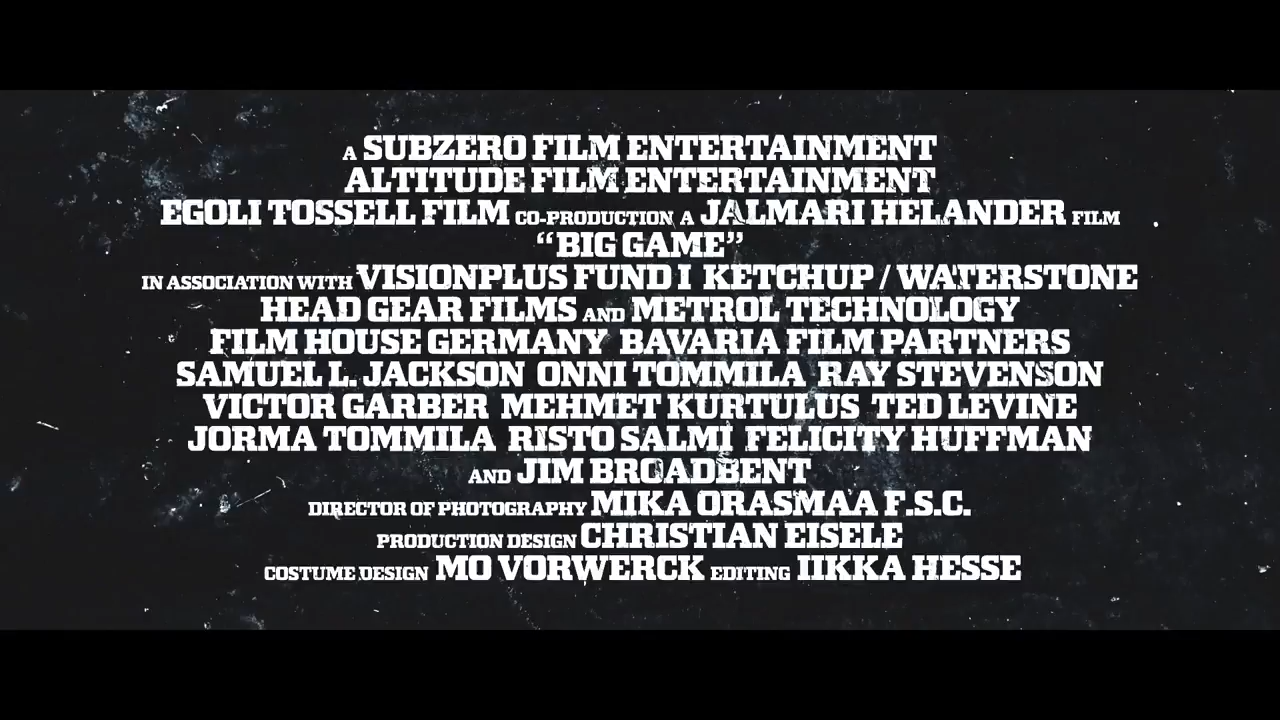 A SUBZERO FILM ENTERTAINMENT
ALTITUDE FILM ENTERTAINMENT
EGOLI TOSSELL FILM CO-PRODUCTION A JALMARI HELANDER FILM
“BIG GAME”
IN ASSOCIATION WITH VISIONPLUS FUND I KETCHUP / WATERSTONE
HEAD GEAR FILMS AND METROL TECHNOLOGY
FILM HOUSE GERMANY BAVARIA FILM PARTNERS
SAMUEL L. JACKSON ONNI TOMMILA RAY STEVENSON
VICTOR GARBER MEHMET KURTULUS TED LEVINE
JORMA TOMMILA RISTO SALMI FELICITY HUFFMAN
AND JIM BROADBENT
DIRECTOR OF PHOTOGRAPHY MIKA ORASMAA F.S.C.
PRODUCTION DESIGN CHRISTIAN EISELE
COSTUME DESIGN MO VORWERCK EDITING IIKKA HESSE